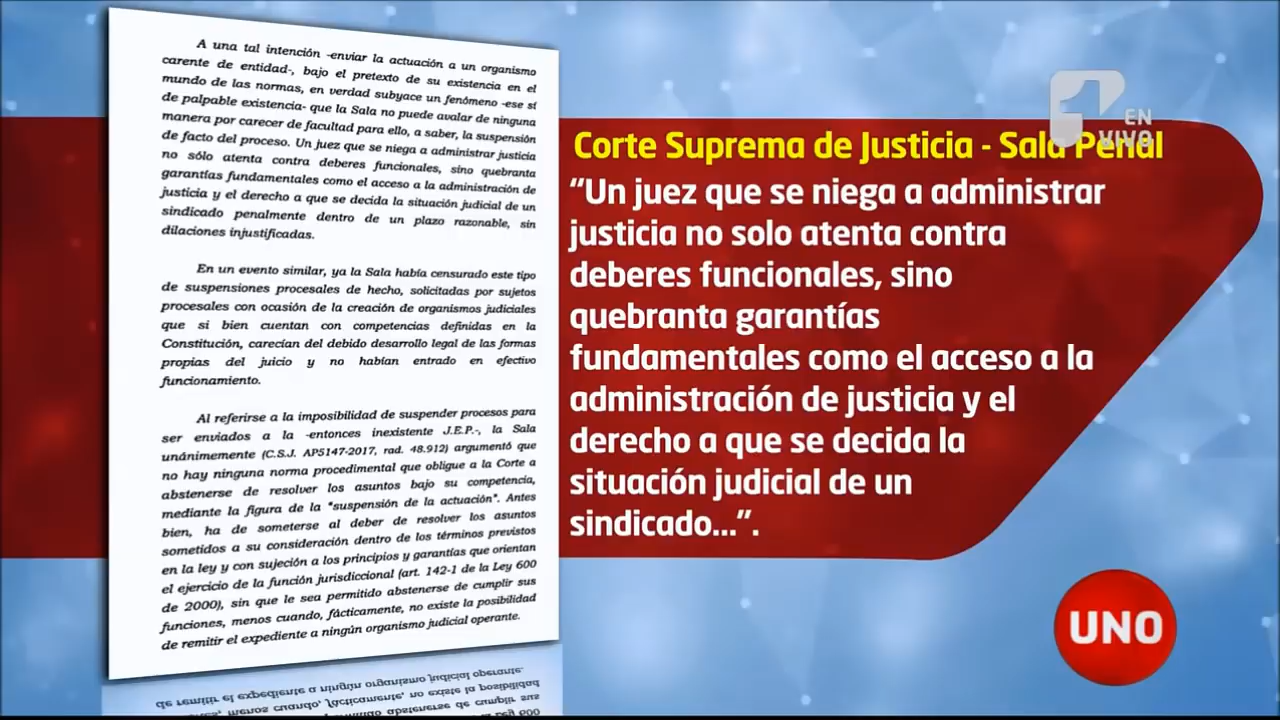 A una tal intención -enviar la actuación a un organismo
carente de entidad-, bajo el pretexto de su existencia en el
mundo de las normas, en verdad subyace un fenómeno -ese sí
de palpable existencia- que la Sala no puede avalar de ninguna
manera por carecer de facultad para ello, a saber, la suspensión
de facto del proceso. Un juez que se niega a administrar justicia
no sólo atenta contra deberes funcionales, sino quebranta
garantías fundamentales como el acceso a la administración de
justicia y el derecho a que se decida la situación judicial de un
sindicado penalmente dentro de un plazo razonable, sin
dilaciones injustificadas.
En un evento similar, ya la Sala había censurado este tipo
de suspensiones procesales de hecho, solicitadas por sujetos
procesales con ocasión de la creación de organismos judiciales
que si bien cuentan con competencias definidas en la
Constitución, carecían del debido desarrollo legal de las formas
propias del juicio y no habían entrado en efectivo
funcionamiento.
Al referirse a la imposibilidad de suspender procesos para
ser enviados a la -entonces inexistente J.E.P.-, la Sala
unánimemente (C.S.J. AP5147-2017, rad. 48.912) argumentó que
no hay ninguna norma procedimental que obligue a la Corte a
abstenerse de resolver los asuntos bajo su competencia,
mediante la figura de la "suspensión de la actuación". Antes
bien, ha de someterse al deber de resolver los asuntos
sometidos a su consideración dentro de los términos previstos
en la ley y con sujeción a los principios y garantías que orientan
el ejercicio de la función jurisdiccional (art. 142-1 de la Ley 600
de 2000), sin que le sea permitido abstenerse de cumplir sus
funciones, menos cuando, fácticamente, no existe la posibilidad
de remitir el expediente a ningún organismo judicial operante.
1 EN
VIVO
Corte Suprema de Justicia - Sala Penal
“Un juez que se niega a administrar
justicia no solo atenta contra
deberes funcionales, sino
quebranta garantías
fundamentales como el acceso a la
administración de justicia y el
derecho a que se decida la
situación judicial de un
sindicado...”.
UNO